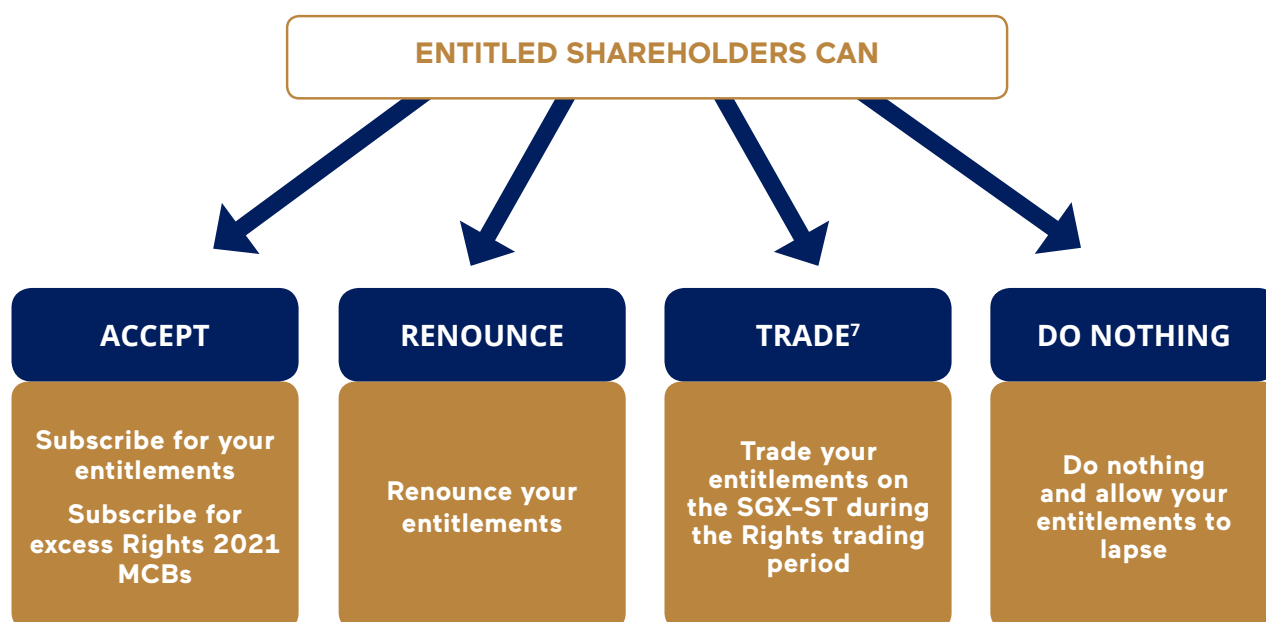 ENTITLED SHAREHOLDERS CAN
ACCEPT
Subscribe for your
entitlements
Subscribe for
excess Rights 2021
MCBs
RENOUNCE
Renounce your
entitlements
TRADE⁷
Trade your
entitlements on
the SGX-ST during
the Rights trading
period
DO NOTHING
Do nothing
and allow your
entitlements to
lapse